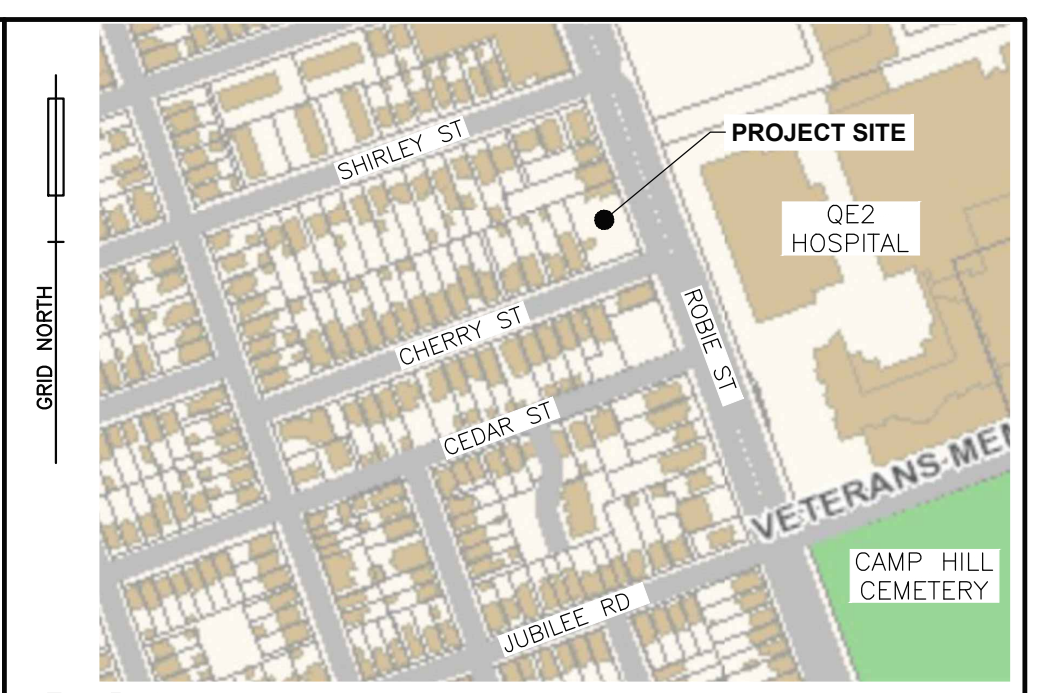 SHIRLEY ST
PROJECT SITE
QE2
HOSPITAL
GRID NORTH
CHERRY ST
ROBIE ST
CEDAR ST
VETERANS MEM
CAMP HILL
CEMETERY
JUBILEE RD